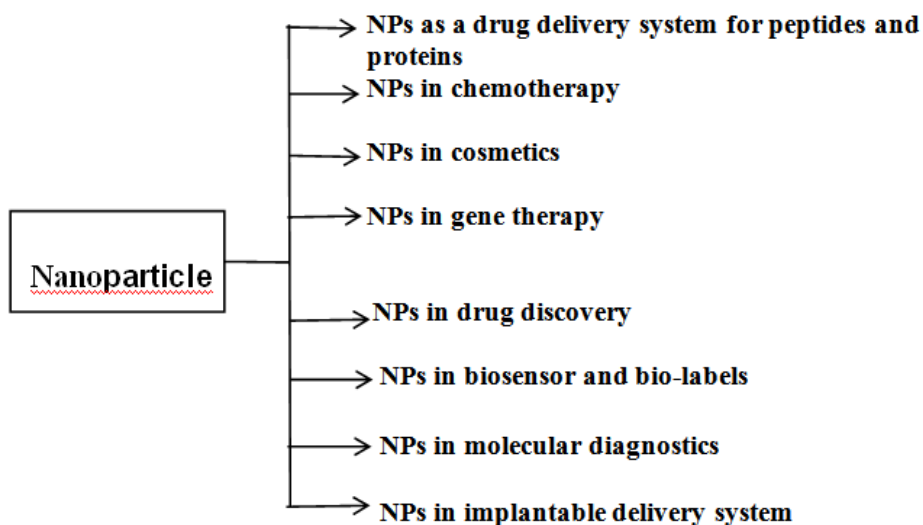 NPs as a drug delivery system for peptides and
proteins
NPs in chemotherapy
NPs in cosmetics
NPs in gene therapy
Nanoparticle
NPs in drug discovery
NPs in biosensor and bio-labels
NPs in molecular diagnostics
NPs in implantable delivery system